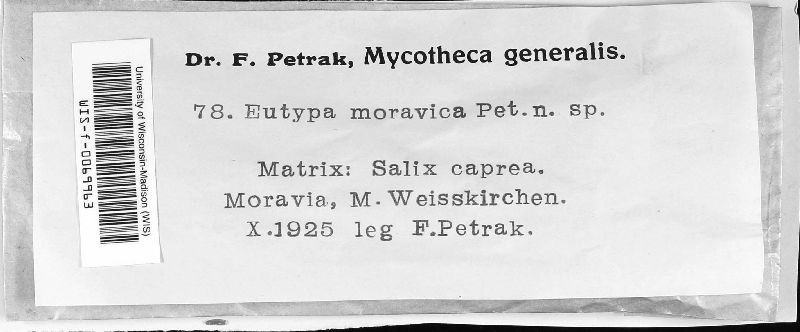 Dr. F. Petrak, Mycotheca generalis.
78. Eutypa moravica Pet. n. sp.
Matrix: Salix caprea.
Moravia, M. Weisskirchen.
X.1925 leg F.Petrak.
University of Wisconsin-Madison (WIS)
WIS-f-0069663